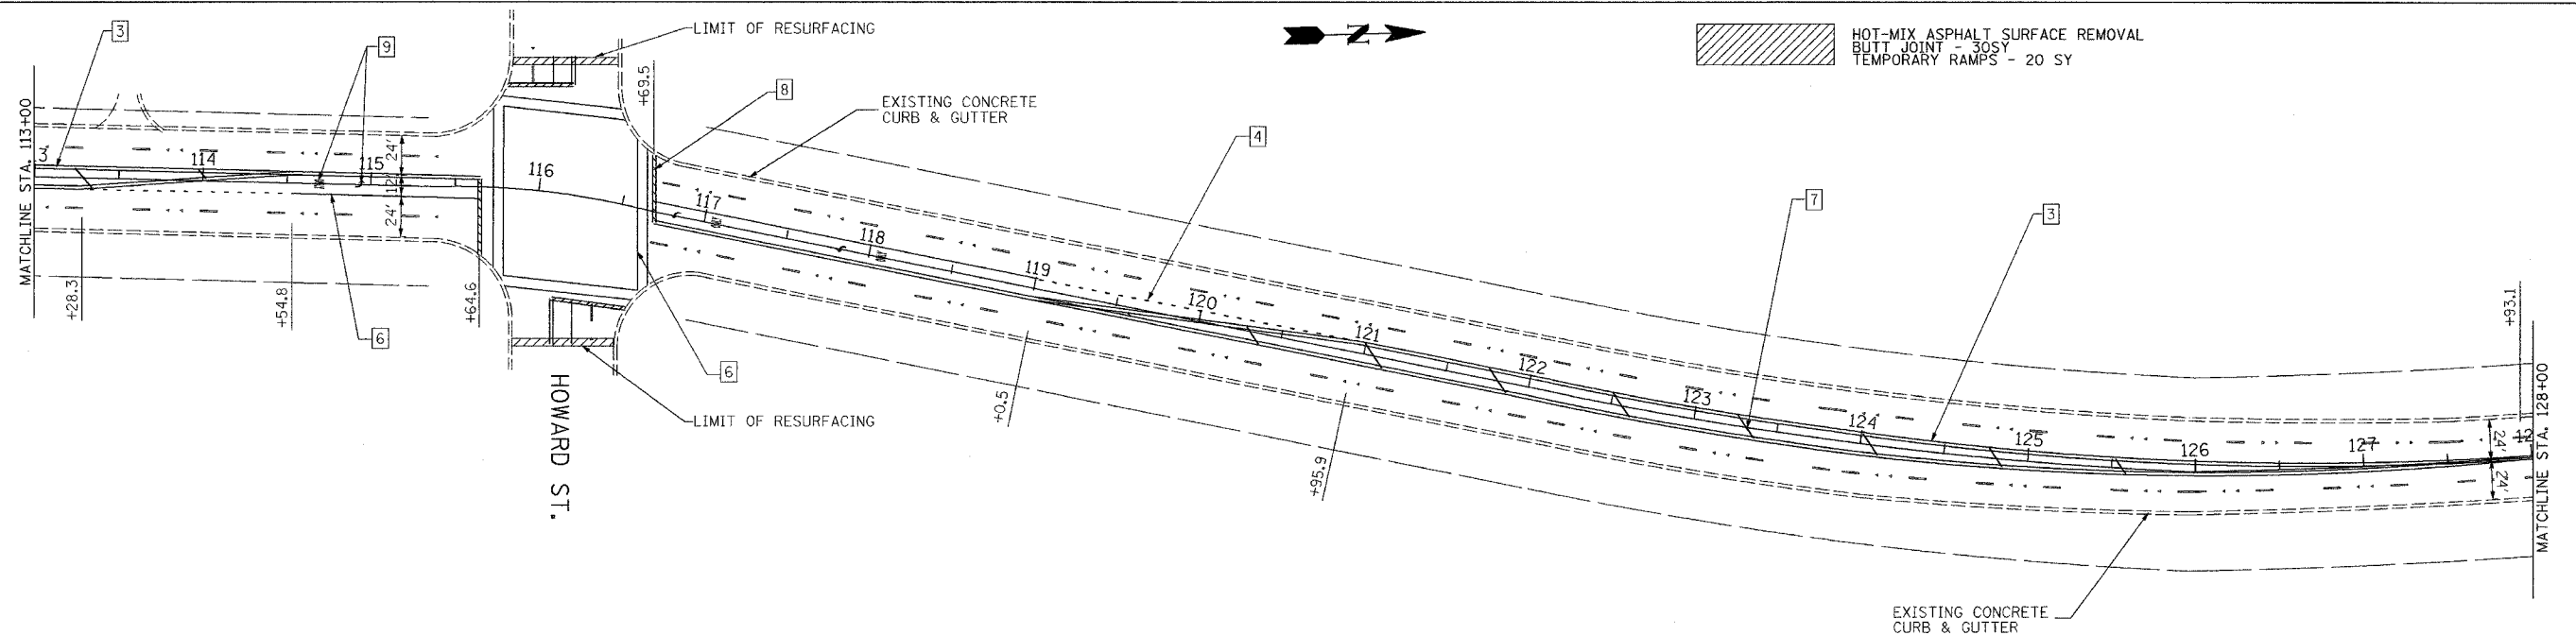 LIMIT OF RESURFACING
3
9
N
HOT-MIX ASPHALT SURFACE REMOVAL
BUTT JOINT - 30SY
TEMPORARY RAMPS - 20 SY
+69.5
8
EXISTING CONCRETE
CURB & GUTTER
4
MATCHLINE STA. 113+00
3
114
115
24'
12'
24'
116
117
118
119
120
121
122
123
124
125
126
127
12
7
3
+93.1
24'
24'
MATCHLINE STA. 128+00
+28.3
+54.8
+64.6
6
6
HOWARD ST.
LIMIT OF RESURFACING
+0.5
+95.9
EXISTING CONCRETE
CURB & GUTTER